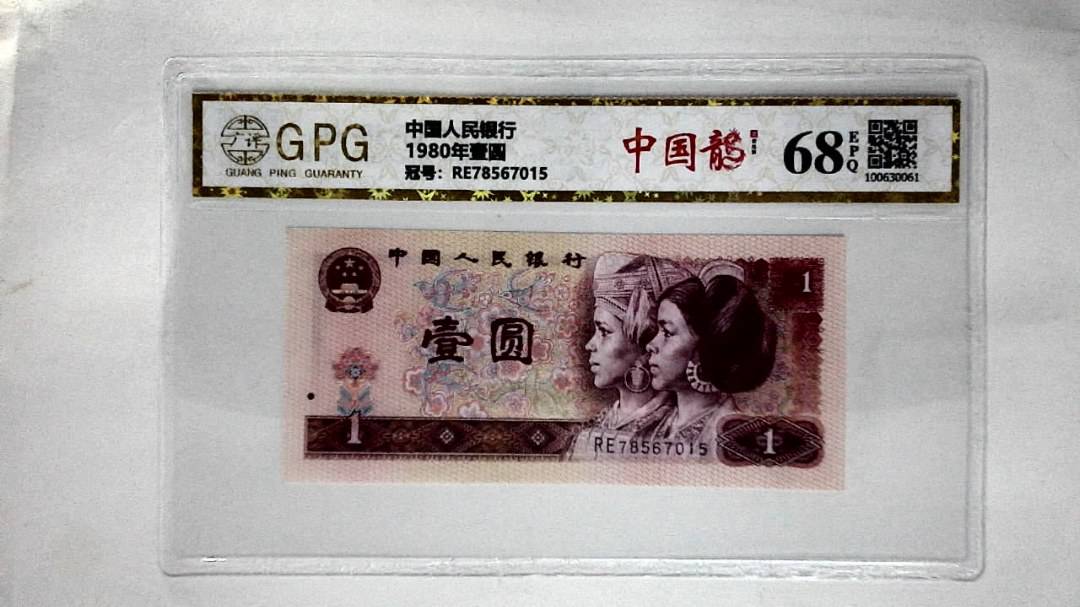 GPG
GUANG PING GUARANTY
中国人民银行
1980年壹圆
冠号：RE78567015
中国龍
68
EPQ
100630061
中国人民银行
1
壹圆
1
RE78567015
1